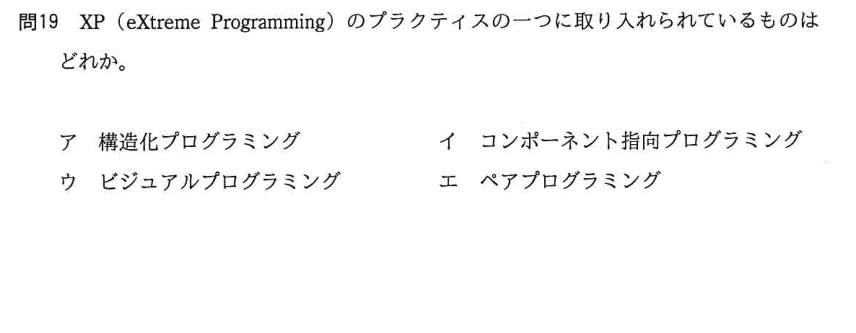 問19 XP（eXtreme Programming）のプラクティスの一つに取り入れられているものは
どれか。
ア 構造化プログラミング イ コンポーネント指向プログラミング
ウ ビジュアルプログラミング エ ペアプログラミング